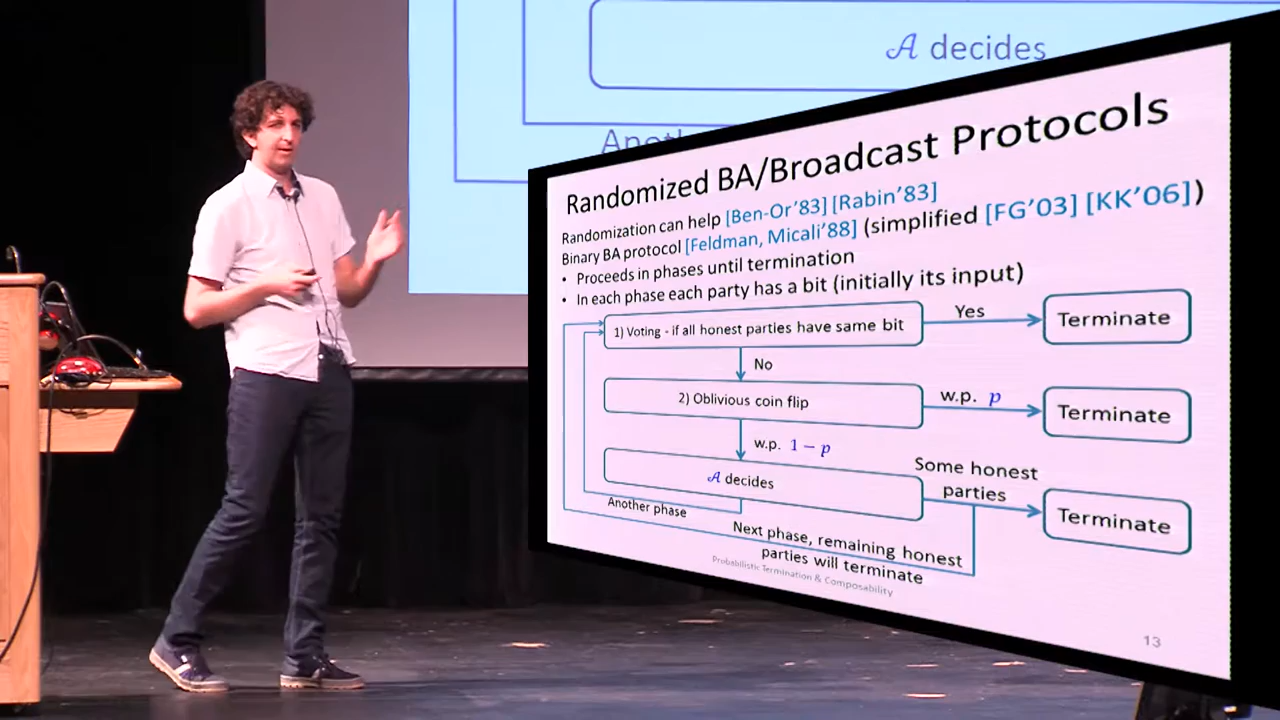 𝒜 decides
Randomized BA/Broadcast Protocols
Randomization can help [Ben-Or'83] [Rabin'83]
Binary BA protocol [Feldman, Micali'88] (simplified [FG'03] [KK'06])
• Proceeds in phases until termination
• In each phase each party has a bit (initially its input)
1) Voting - if all honest parties have same bit
Yes
Terminate
No
2) Oblivious coin flip
w.p. p
Terminate
w.p. 1 − p
𝒜 decides
Some honest
parties
Terminate
Another phase
Next phase, remaining honest
parties will terminate
Probabilistic Termination & Composability
13